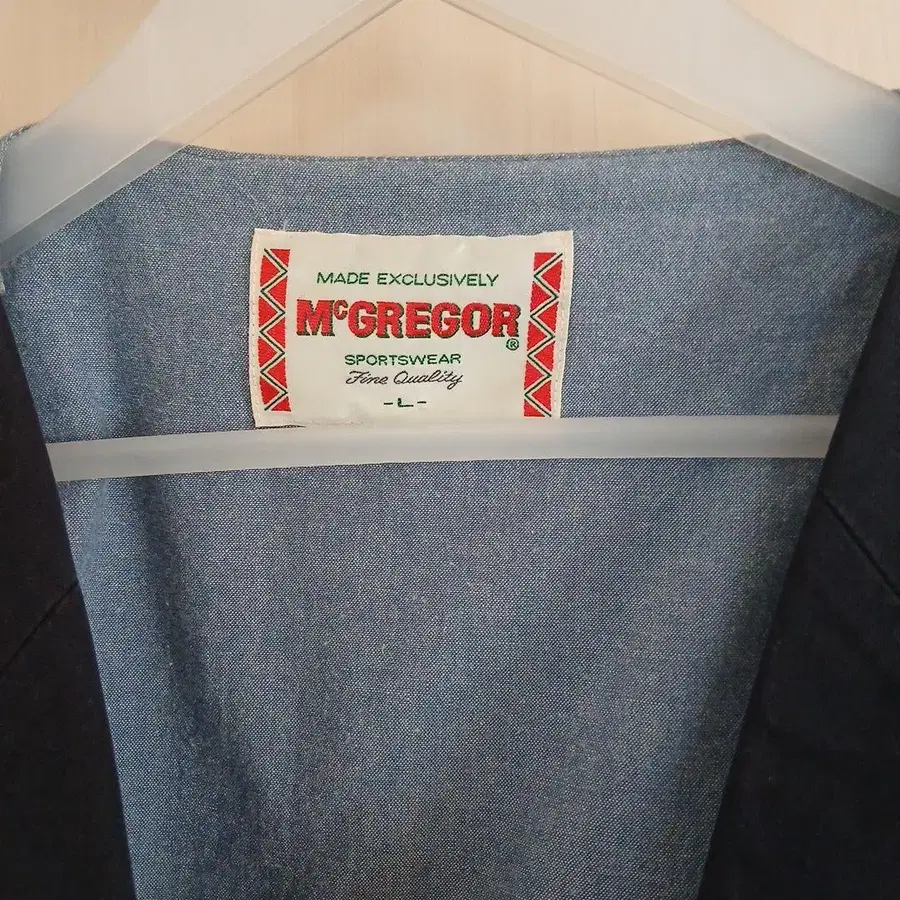 MADE EXCLUSIVELY
McGREGOR®
SPORTSWEAR
Fine Quality
-L-